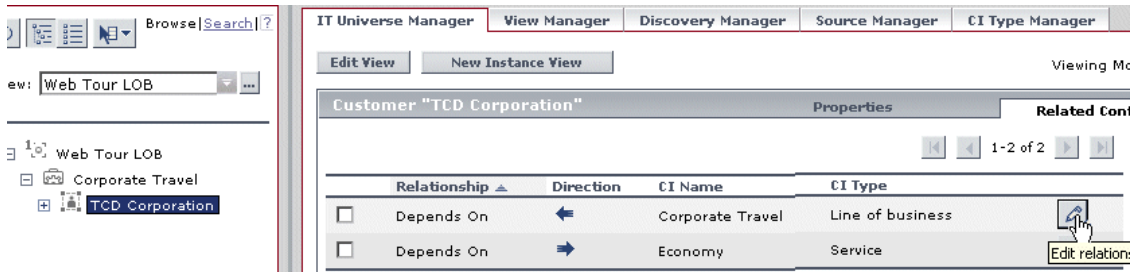 Browse|Search|?
ew: Web Tour LOB ...
Web Tour LOB
Corporate Travel
TCD Corporation
IT Universe Manager View Manager Discovery Manager Source Manager CI Type Manager
Edit View New Instance View Viewing Mo
Customer "TCD Corporation" Properties Related Conf
1-2 of 2
Relationship Direction CI Name CI Type
Depends On Corporate Travel Line of business
Depends On Economy Service
Edit relations